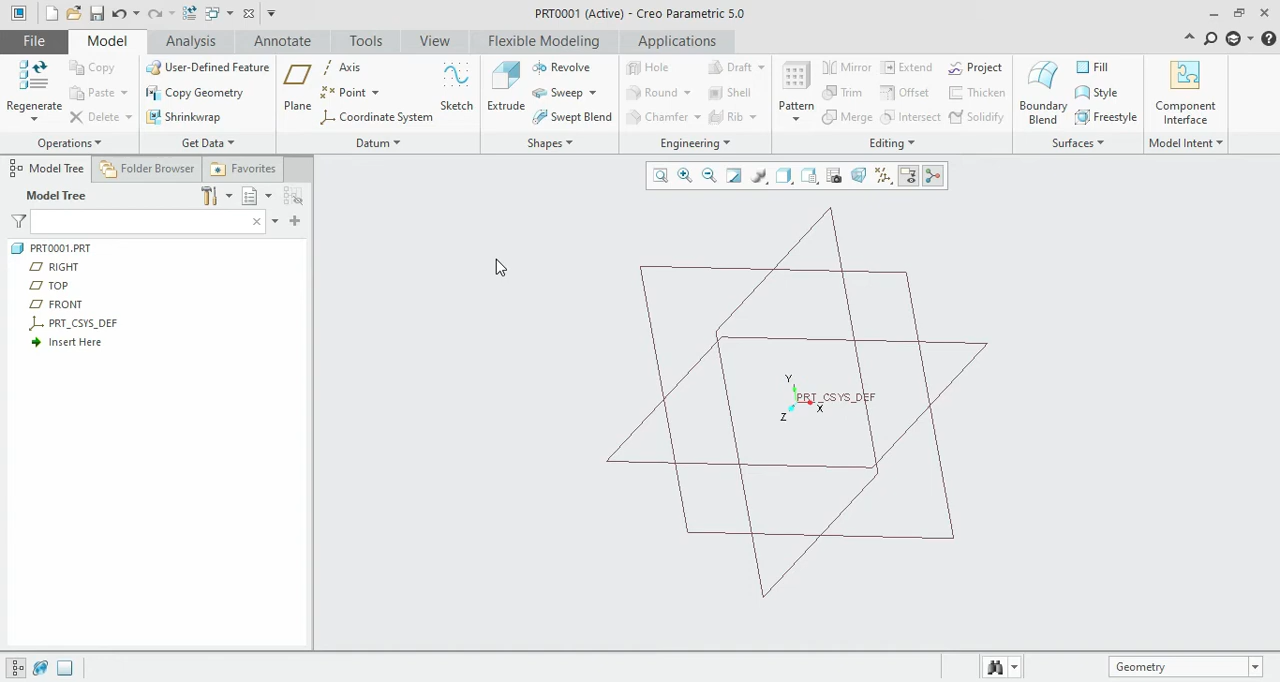 PRT0001 (Active) - Creo Parametric 5.0
File Model Analysis Annotate Tools View Flexible Modeling Applications
Regenerate
Copy
Paste
Delete
Operations
User-Defined Feature
Copy Geometry
Shrinkwrap
Get Data
Plane
Axis
Point
Coordinate System
Sketch
Datum
Extrude
Revolve
Sweep
Swept Blend
Shapes
Hole
Round
Chamfer
Draft
Shell
Rib
Engineering
Pattern
Mirror
Trim
Merge
Extend
Offset
Intersect
Project
Thicken
Solidify
Editing
Boundary
Blend
Fill
Style
Freestyle
Surfaces
Component
Interface
Model Intent
Model Tree Folder Browser Favorites
Model Tree
PRT0001.PRT
RIGHT
TOP
FRONT
PRT_CSYS_DEF
Insert Here
Y
PRT_CSYS_DEF
X
Z
Geometry